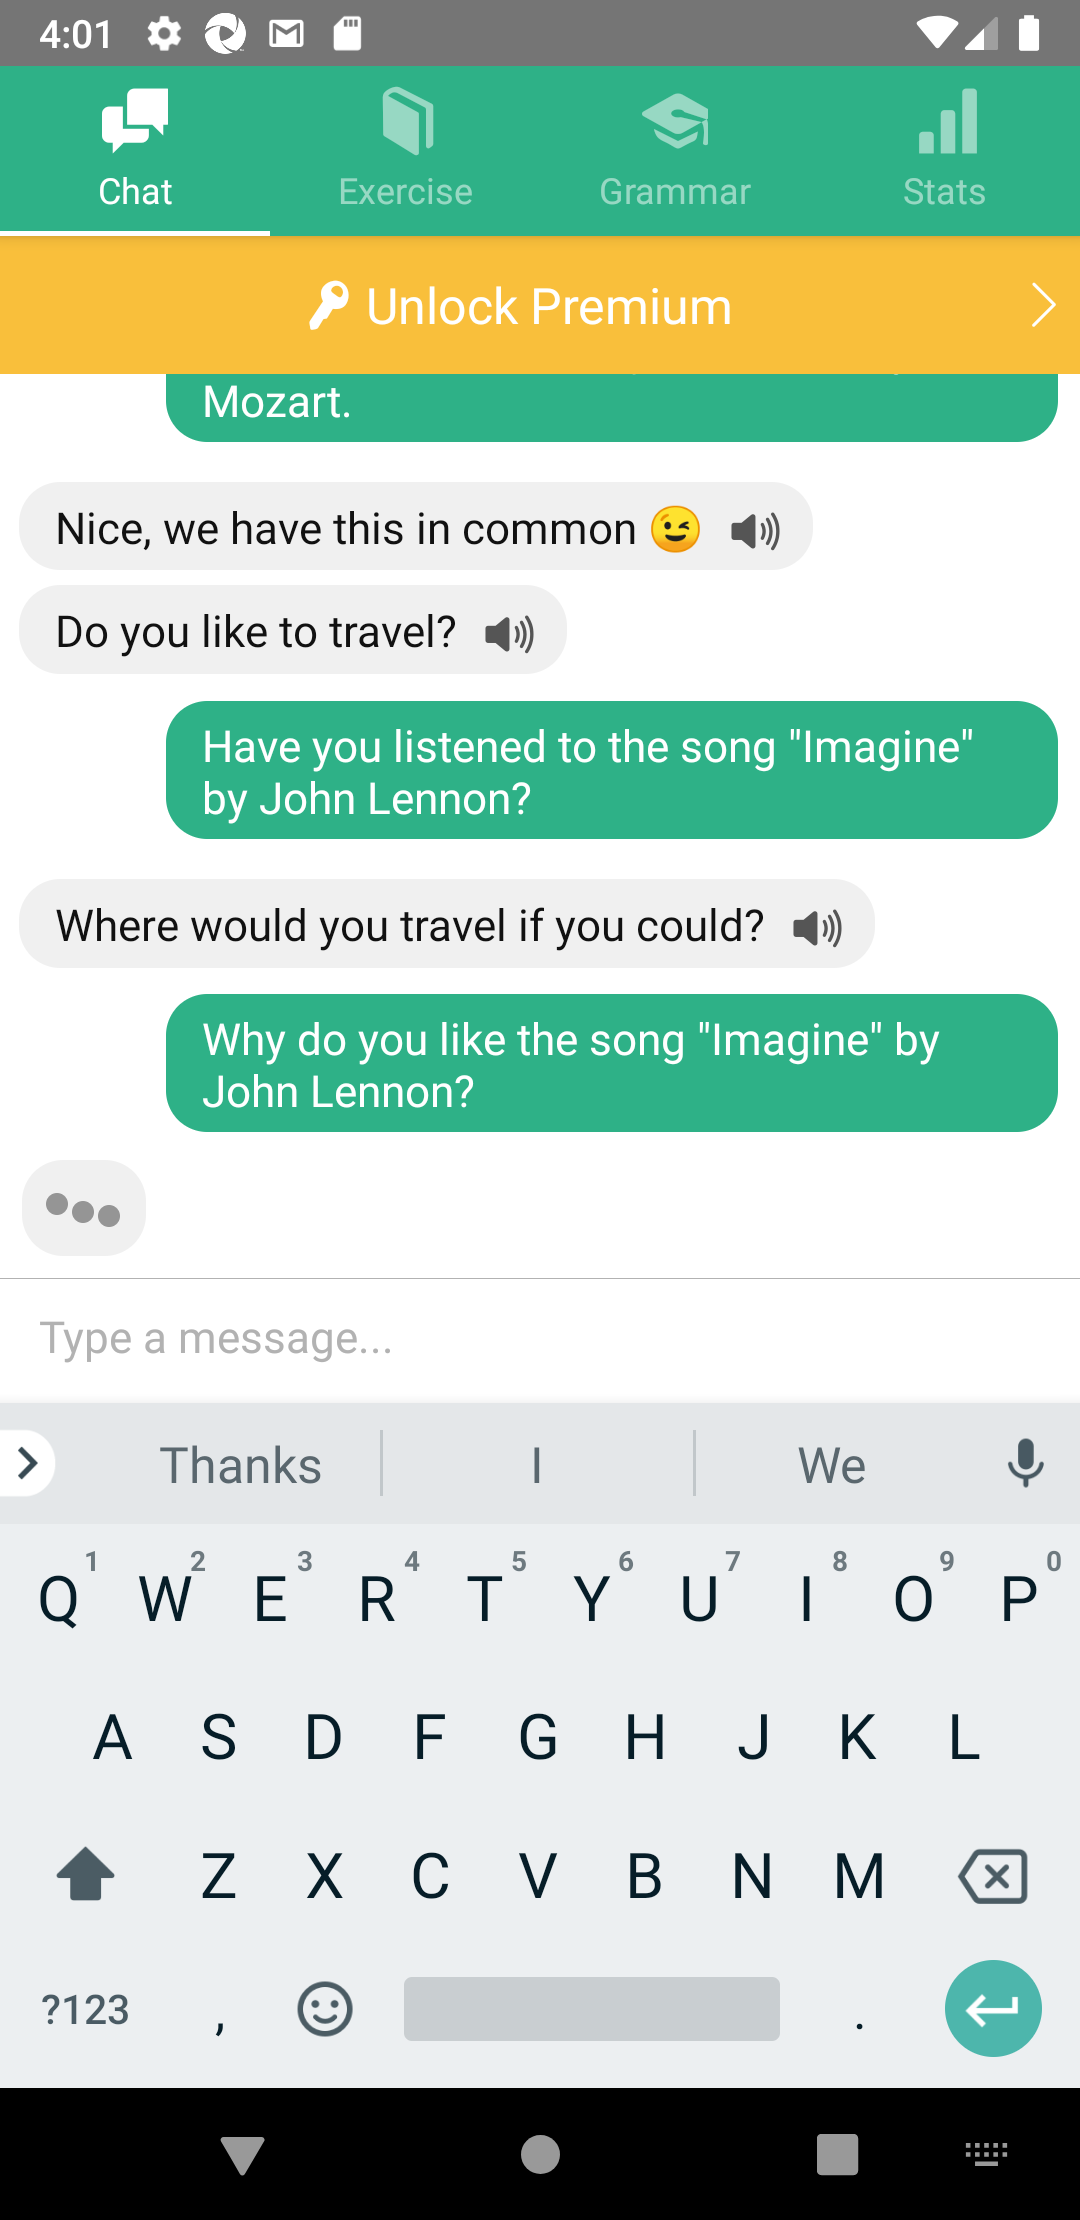 4:01
Chat
Exercise
Grammar
Stats
Unlock Premium
Mozart.
Nice, we have this in common 😉
Do you like to travel?
Have you listened to the song "Imagine"
by John Lennon?
Where would you travel if you could?
Why do you like the song "Imagine" by
John Lennon?
Type a message...
Thanks
I
We
1 2 3 4 5 6 7 8 9 0
Q W E R T Y U I O P
A S D F G H J K L
Z X C V B N M
?123 , .